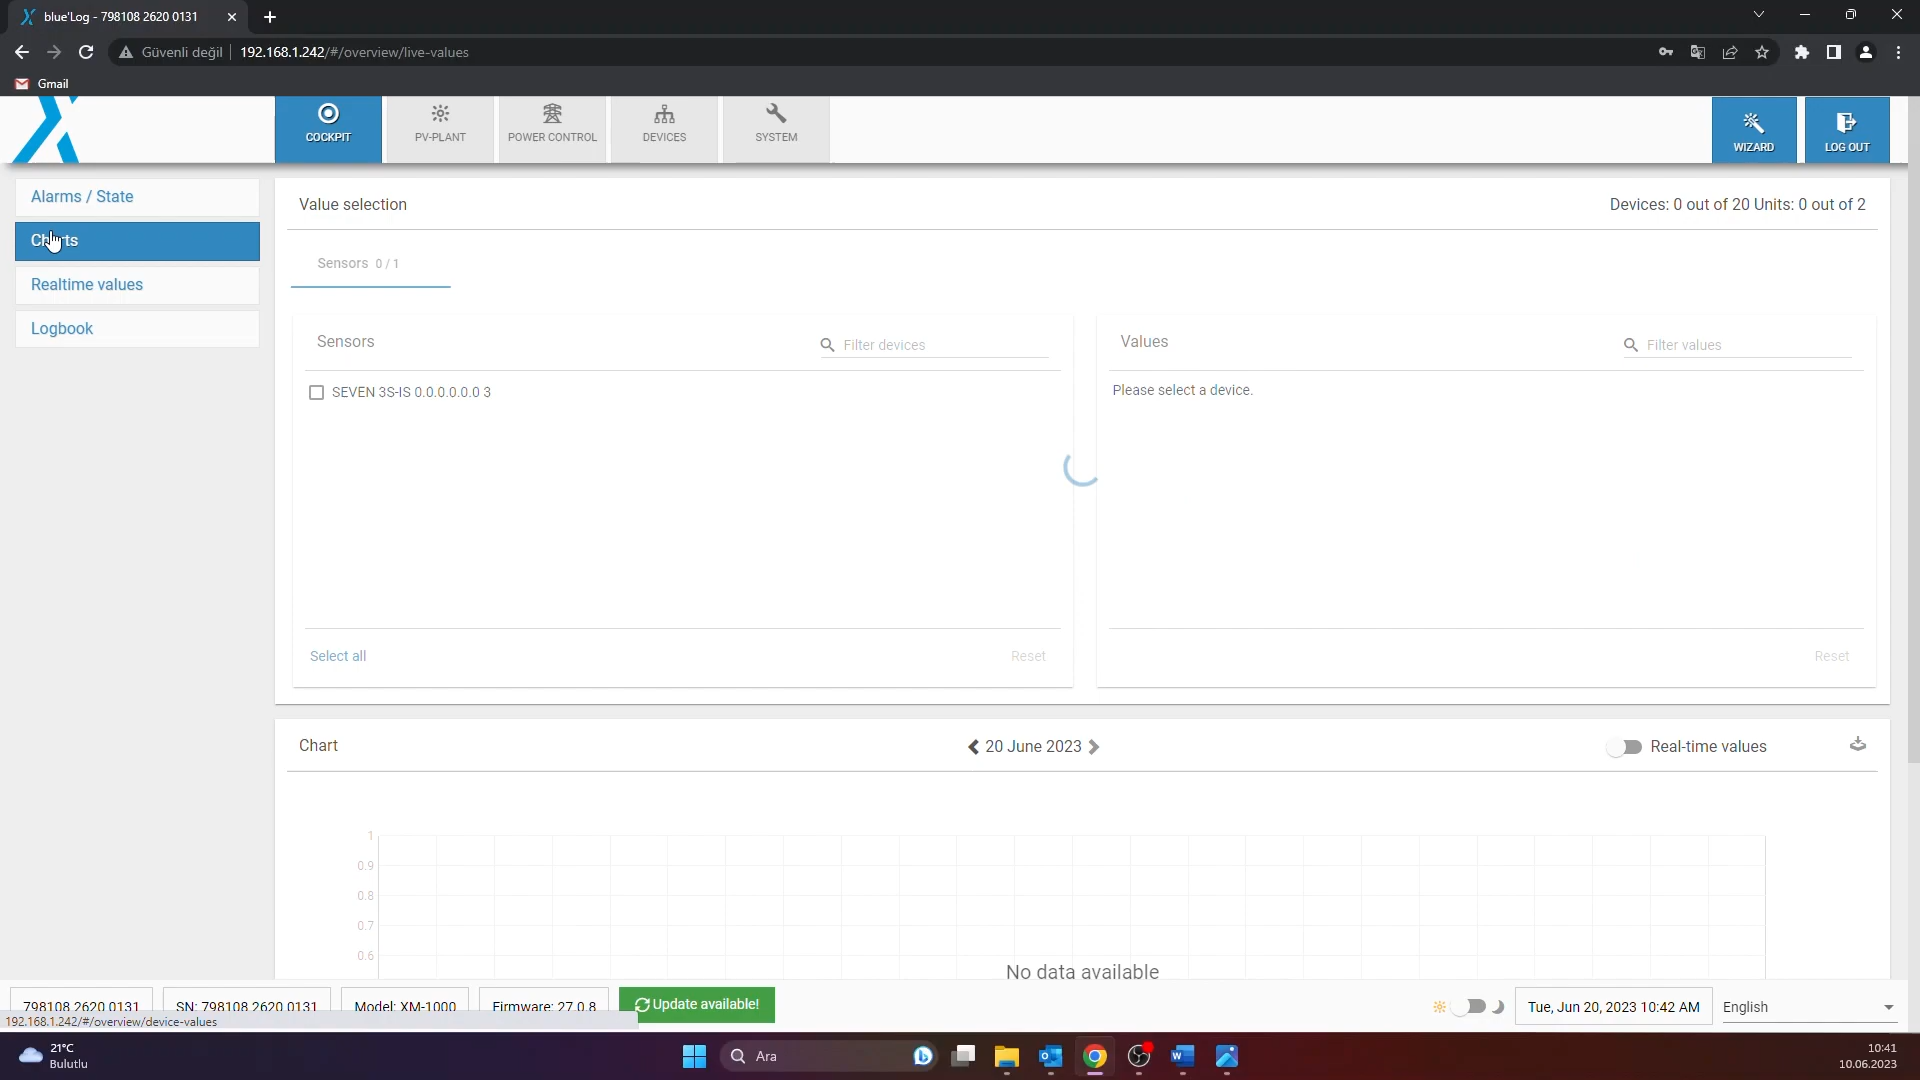 blue'Log - 798108 2620 0131
Güvenli değil
192.168.1.242/#/overview/live-values
Gmail
COCKPIT
PV-PLANT
POWER CONTROL
DEVICES
SYSTEM
WIZARD
LOG OUT
Alarms / State
Charts
Realtime values
Logbook
Value selection
Devices: 0 out of 20 Units: 0 out of 2
Sensors 0 / 1
Sensors
Filter devices
Values
Filter values
SEVEN 3S-IS 0.0.0.0.0.0 3
Please select a device.
Select all
Reset
Reset
Chart
20 June 2023
Real-time values
1
0.9
0.8
0.7
0.6
No data available
798108 2620 0131
SN: 798108 2620 0131
Model: XM-1000
Firmware: 27.0.8
Update available!
Tue, Jun 20, 2023 10:42 AM
English
192.168.1.242/#/overview/device-values
21°C
Bulutlu
Ara
10:41
10.06.2023